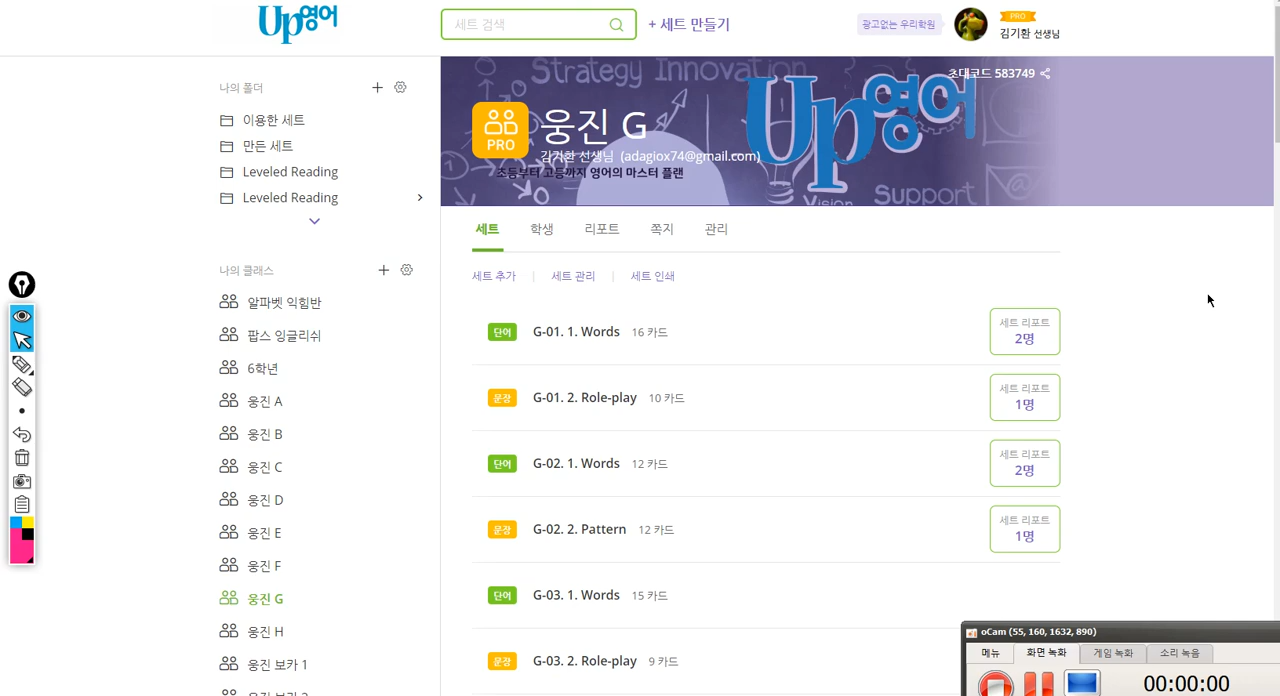 Up영어
세트 검색
+ 세트 만들기
광고없는 우리학원
PRO
김기환 선생님
나의 폴더
이용한 세트
만든 세트
Leveled Reading
Leveled Reading
나의 클래스
알파벳 익힘반
팝스 잉글리쉬
6학년
웅진 A
웅진 B
웅진 C
웅진 D
웅진 E
웅진 F
웅진 G
웅진 H
웅진 보카 1
Strategy Innovation
초대코드 583749
Up영어
PRO
웅진 G
김기환 선생님 (adagiox74@gmail.com)
초등부터 고등까지 영어의 마스터 플랜
Vision Support
세트 학생 리포트 쪽지 관리
세트 추가 세트 관리 세트 인쇄
단어 G-01. 1. Words 16 카드
세트 리포트
2명
문장 G-01. 2. Role-play 10 카드
세트 리포트
1명
단어 G-02. 1. Words 12 카드
세트 리포트
2명
문장 G-02. 2. Pattern 12 카드
세트 리포트
1명
단어 G-03. 1. Words 15 카드
문장 G-03. 2. Role-play 9 카드
oCam (55, 160, 1632, 890)
메뉴 화면 녹화 게임 녹화 소리 녹음
00:00:00